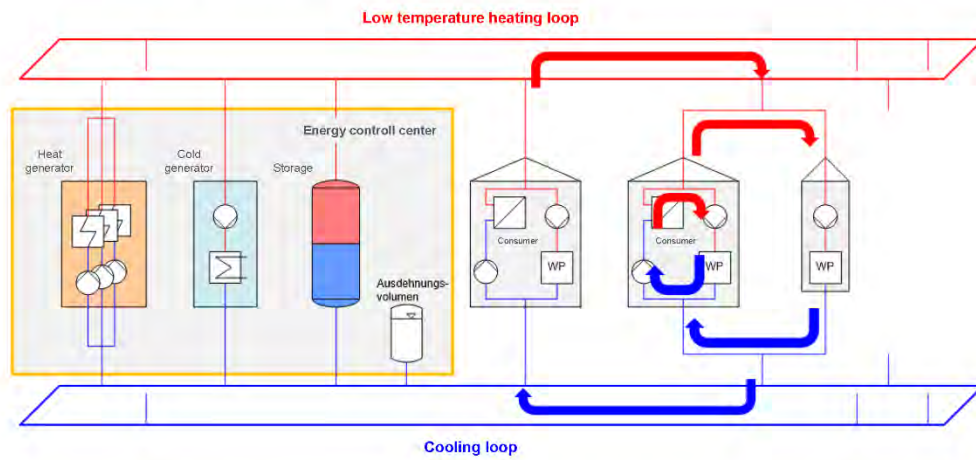 Low temperature heating loop
Energy controll center
Heat
generator
Cold
generator
Storage
Ausdehnungs-
volumen
Consumer
WP
Consumer
WP
WP
Cooling loop